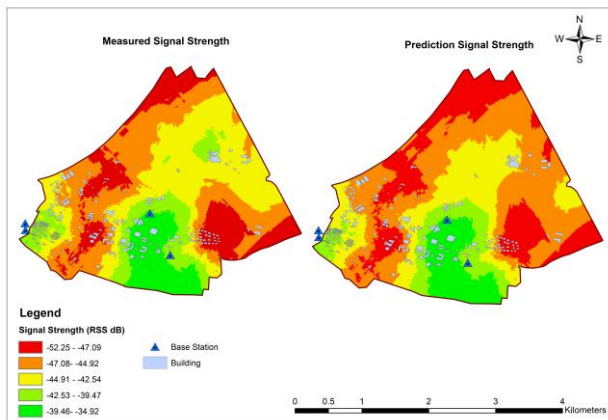 Measured Signal Strength
Prediction Signal Strength
N
W E
S
Legend
Signal Strength (RSS dB)
-52.25 - -47.09
-47.08- -44.92
-44.91 - -42.54
-42.53 - -39.47
-39.46 - -34.92
Base Station
Building
0 0.5 1 2 3 4
Kilometers